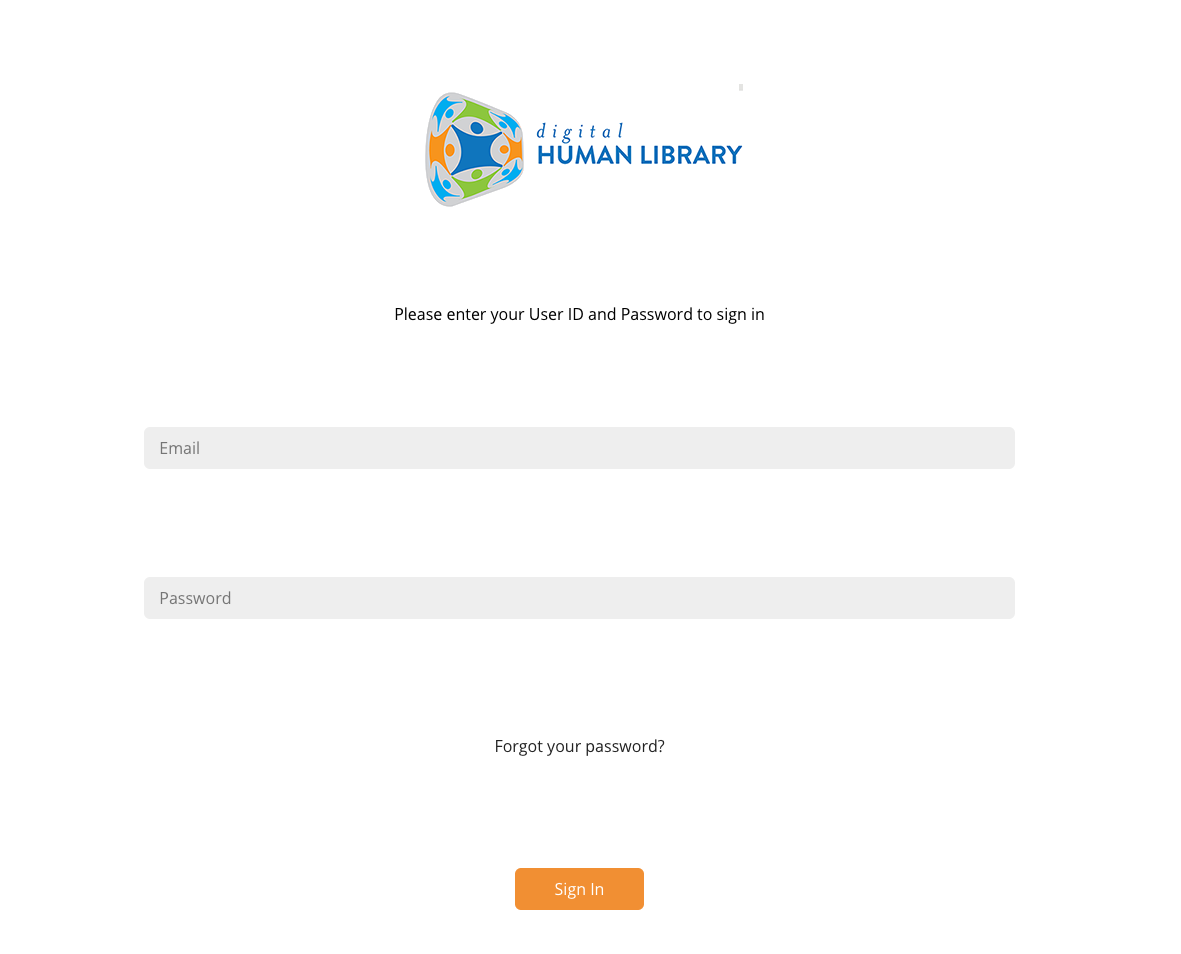 digital
HUMAN LIBRARY
Please enter your User ID and Password to sign in
Email
Password
Forgot your password?
Sign In